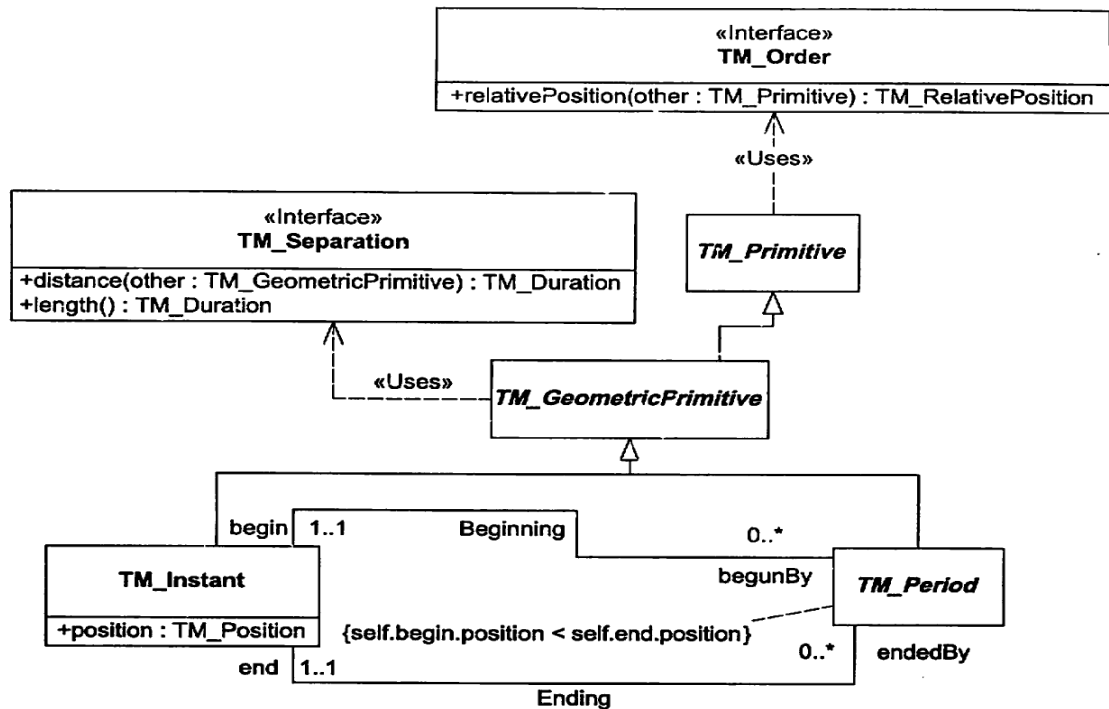 «Interface»
TM_Order
+relativePosition(other : TM_Primitive) : TM_RelativePosition
«Uses»
«Interface»
TM_Separation
+distance(other : TM_GeometricPrimitive) : TM_Duration
+length() : TM_Duration
TM_Primitive
«Uses»
TM_GeometricPrimitive
begin 1..1 Beginning 0..*
begunBy
TM_Instant
+position : TM_Position
TM_Period
{self.begin.position < self.end.position}
end 1..1 0..* endedBy
Ending